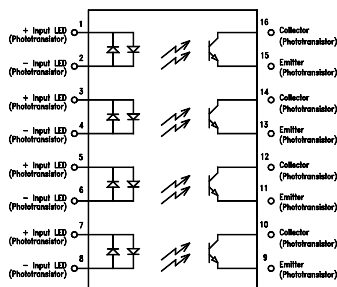 + Input LED
(Phototransistor)
1
16
Collector
(Phototransistor)
- Input LED
(Phototransistor)
2
15
Emitter
(Phototransistor)
+ Input LED
(Phototransistor)
3
14
Collector
(Phototransistor)
- Input LED
(Phototransistor)
4
13
Emitter
(Phototransistor)
+ Input LED
(Phototransistor)
5
12
Collector
(Phototransistor)
- Input LED
(Phototransistor)
6
11
Emitter
(Phototransistor)
+ Input LED
(Phototransistor)
7
10
Collector
(Phototransistor)
- Input LED
(Phototransistor)
8
9
Emitter
(Phototransistor)